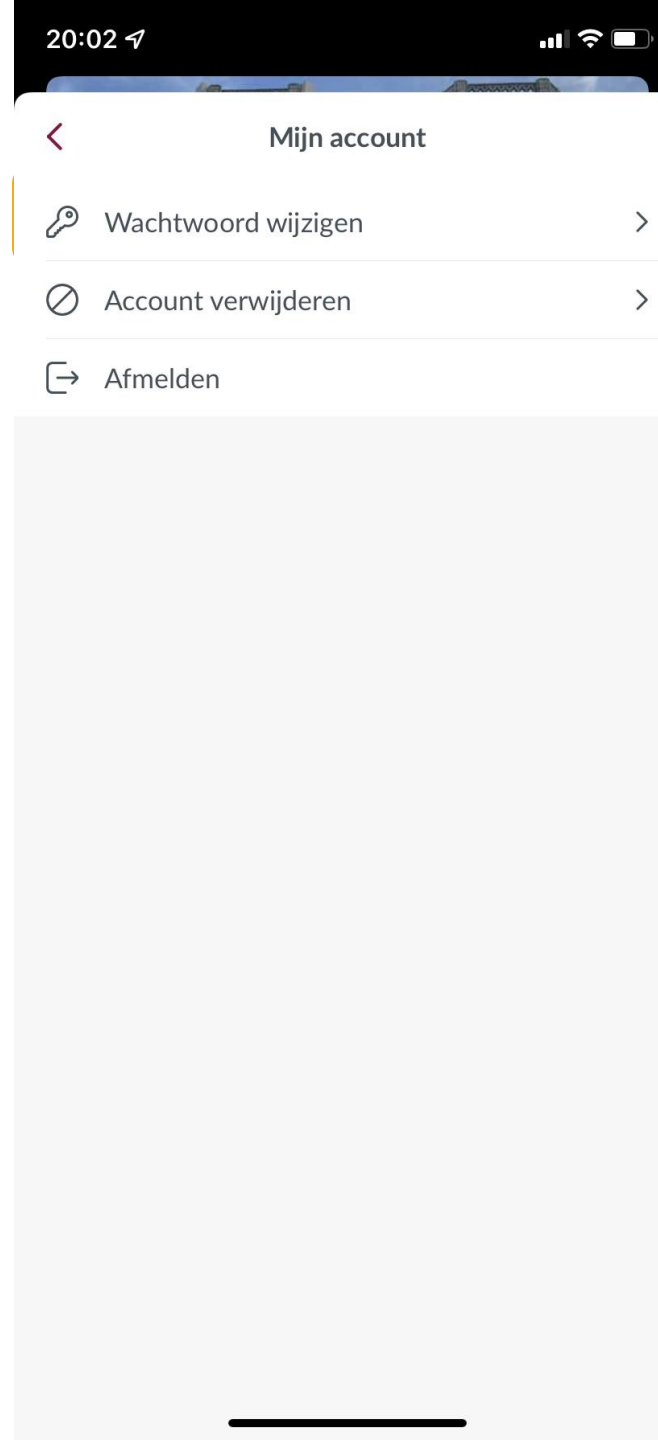 20:02
Mijn account
Wachtwoord wijzigen
Account verwijderen
Afmelden